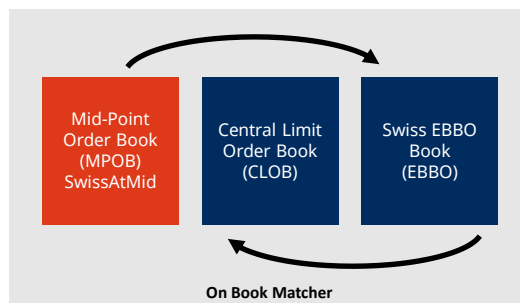 Mid-Point
Order Book
(MPOB)
SwissAtMid
Central Limit
Order Book
(CLOB)
Swiss EBBO
Book
(EBBO)
On Book Matcher